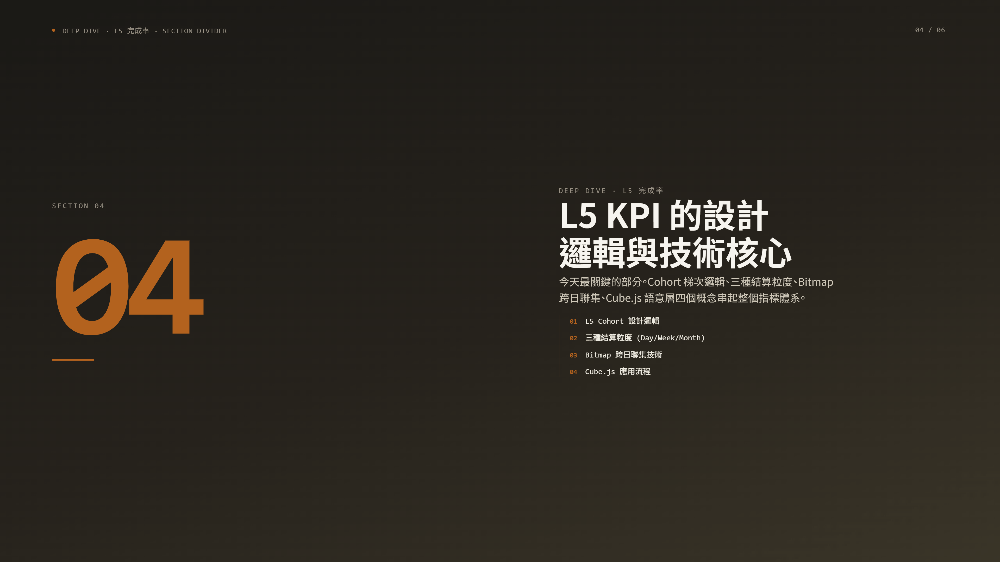 DEEP DIVE · L5 完成率 · SECTION DIVIDER
04 / 06
SECTION 04
04
DEEP DIVE · L5 完成率
L5 KPI 的設計
邏輯與技術核心
今天最關鍵的部分。Cohort 梯次邏輯、三種結算粒度、Bitmap
跨日聯集、Cube.js 語意層四個概念串起整個指標體系。
01 L5 Cohort 設計邏輯
02 三種結算粒度 (Day/Week/Month)
03 Bitmap 跨日聯集技術
04 Cube.js 應用流程